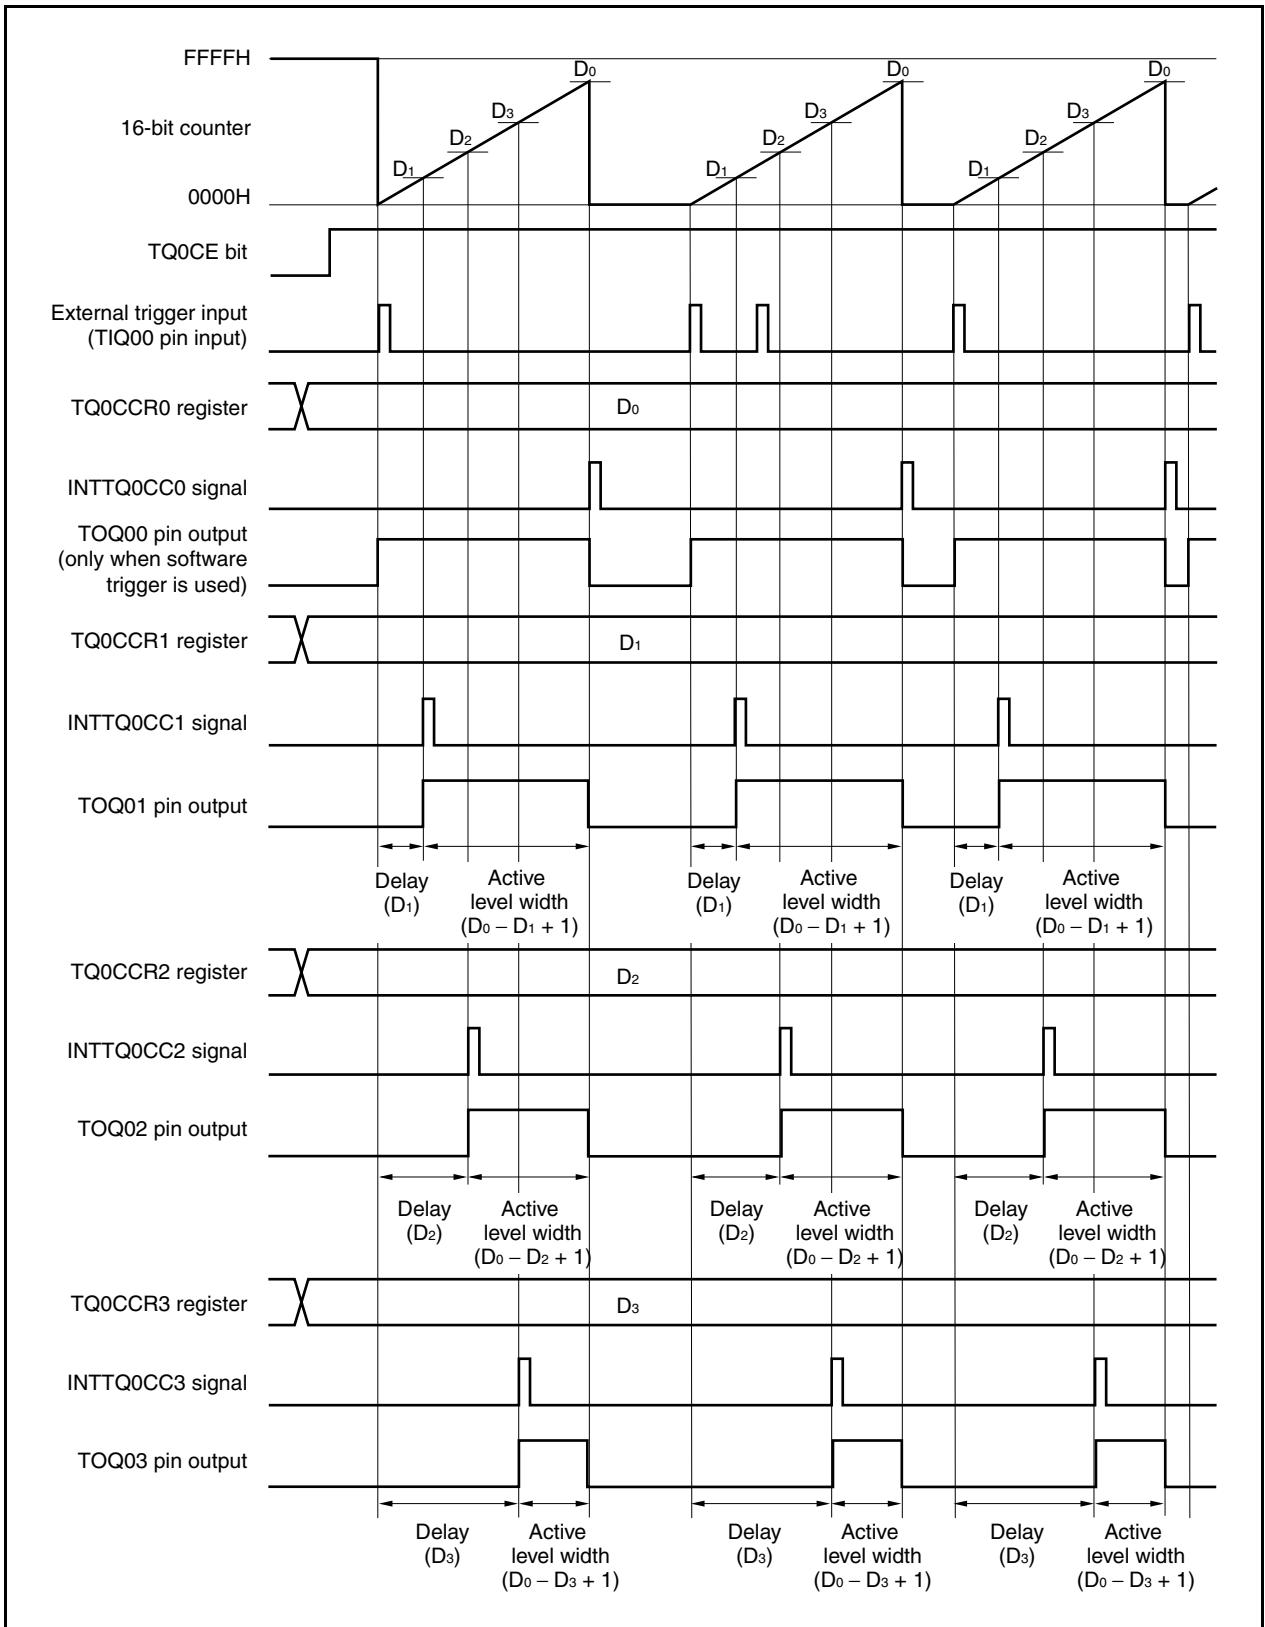 FFFFH
D0 D0 D0
D3 D3 D3
16-bit counter
D2 D2 D2
D1 D1 D1
0000H
TQ0CE bit
External trigger input
(TIQ00 pin input)
TQ0CCR0 register
D0
INTTQ0CC0 signal
TOQ00 pin output
(only when software
trigger is used)
TQ0CCR1 register
D1
INTTQ0CC1 signal
TOQ01 pin output
Delay
(D1)
Active
level width
(D0 – D1 + 1)
Delay
(D1)
Active
level width
(D0 – D1 + 1)
Delay
(D1)
Active
level width
(D0 – D1 + 1)
TQ0CCR2 register
D2
INTTQ0CC2 signal
TOQ02 pin output
Delay
(D2)
Active
level width
(D0 – D2 + 1)
Delay
(D2)
Active
level width
(D0 – D2 + 1)
Delay
(D2)
Active
level width
(D0 – D2 + 1)
TQ0CCR3 register
D3
INTTQ0CC3 signal
TOQ03 pin output
Delay
(D3)
Active
level width
(D0 – D3 + 1)
Delay
(D3)
Active
level width
(D0 – D3 + 1)
Delay
(D3)
Active
level width
(D0 – D3 + 1)